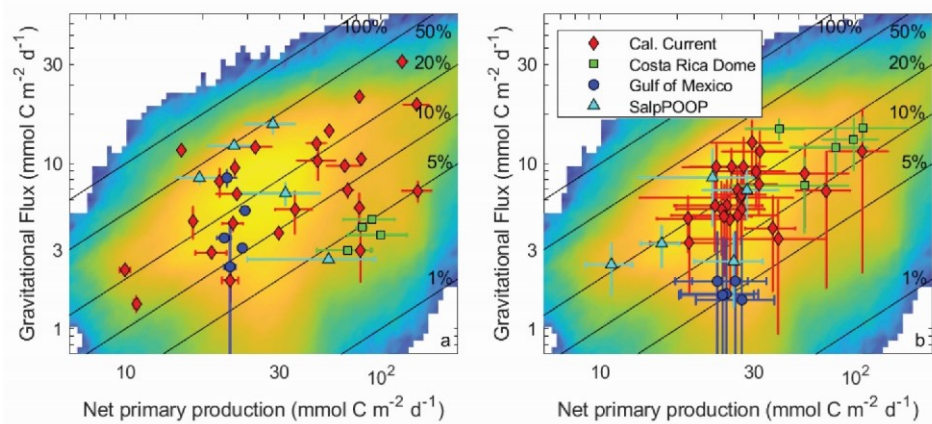 Gravitational Flux (mmol C m⁻² d⁻¹)
30
10
3
1
100%
50%
20%
10%
5%
1%
a
10
30
10²
Net primary production (mmol C m⁻² d⁻¹)
Gravitational Flux (mmol C m⁻² d⁻¹)
30
10
3
1
Cal. Current
Costa Rica Dome
Gulf of Mexico
SalpPOOP
100%
50%
20%
10%
5%
1%
b
10
30
10²
Net primary production (mmol C m⁻² d⁻¹)